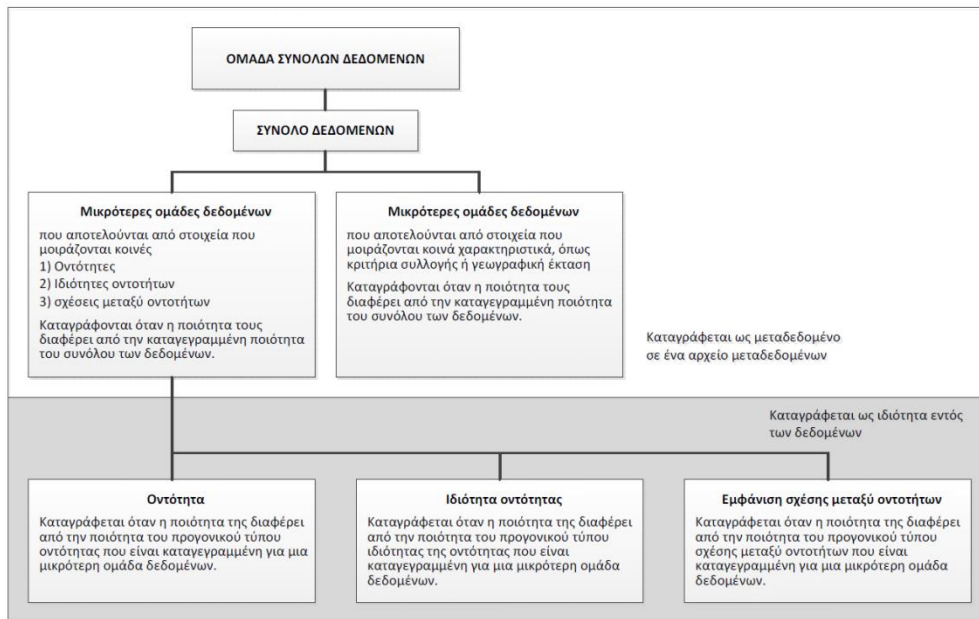 ΟΜΑΔΑ ΣΥΝΟΛΩΝ ΔΕΔΟΜΕΝΩΝ
ΣΥΝΟΛΟ ΔΕΔΟΜΕΝΩΝ
Μικρότερες ομάδες δεδομένων
που αποτελούνται από στοιχεία που
μοιράζονται κοινές
1) Οντότητες
2) Ιδιότητες οντοτήτων
3) σχέσεις μεταξύ οντοτήτων
Καταγράφονται όταν η ποιότητα τους
διαφέρει από την καταγεγραμμένη ποιότητα
του συνόλου των δεδομένων.
Μικρότερες ομάδες δεδομένων
που αποτελούνται από στοιχεία που
μοιράζονται κοινά χαρακτηριστικά, όπως
κριτήρια συλλογής ή γεωγραφική έκταση
Καταγράφονται όταν η ποιότητα τους
διαφέρει από την καταγεγραμμένη ποιότητα
του συνόλου των δεδομένων.
Καταγράφεται ως μεταδεδομένο
σε ένα αρχείο μεταδεδομένων
Καταγράφεται ως ιδιότητα εντός
των δεδομένων
Οντότητα
Καταγράφεται όταν η ποιότητα της διαφέρει
από την ποιότητα του προγονικού τύπου
οντότητας που είναι καταγεγραμμένη για μια
μικρότερη ομάδα δεδομένων.
Ιδιότητα οντότητας
Καταγράφεται όταν η ποιότητα της διαφέρει
από την ποιότητα του προγονικού τύπου
ιδιότητας της οντότητας που είναι
καταγεγραμμένη για μια μικρότερη ομάδα
δεδομένων.
Εμφάνιση σχέσης μεταξύ οντοτήτων
Καταγράφεται όταν η ποιότητα της διαφέρει
από την ποιότητα του προγονικού τύπου
σχέσης μεταξύ οντοτήτων που είναι
καταγεγραμμένη για μια μικρότερη ομάδα
δεδομένων.